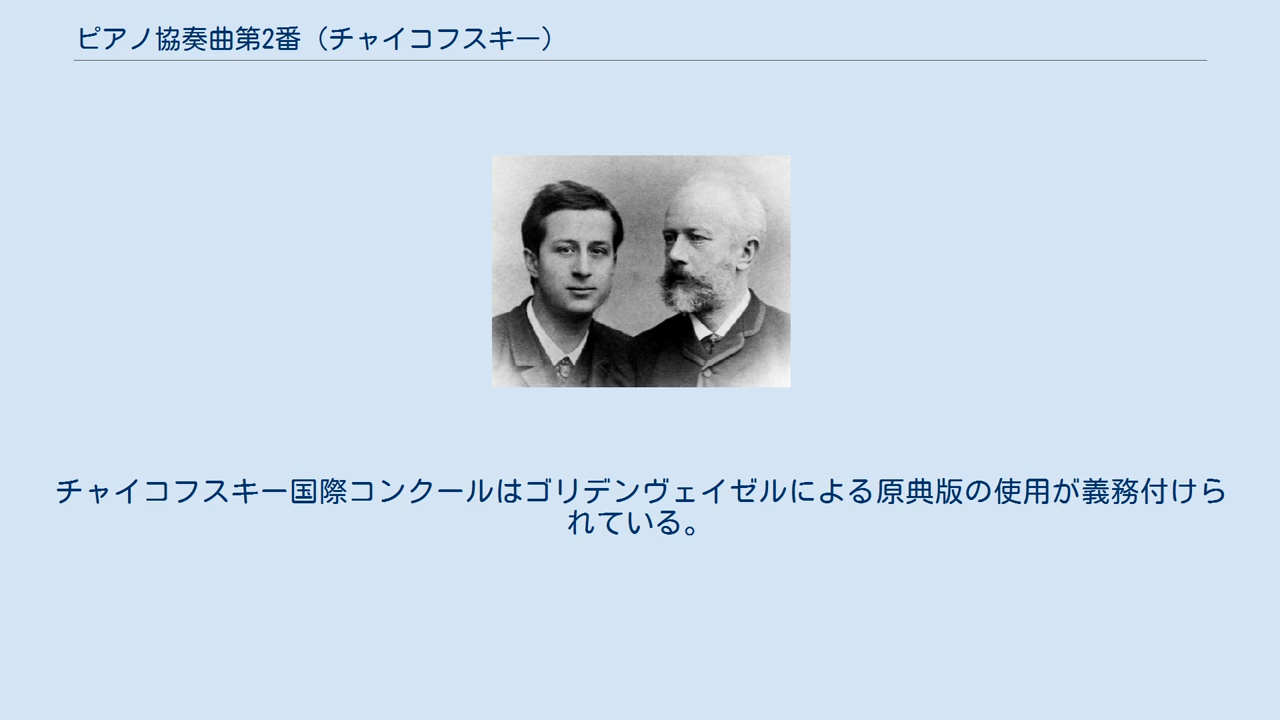 ピアノ協奏曲第2番（チャイコフスキー）
チャイコフスキー国際コンクールはゴリデンヴェイゼルによる原典版の使用が義務付けら
れている。